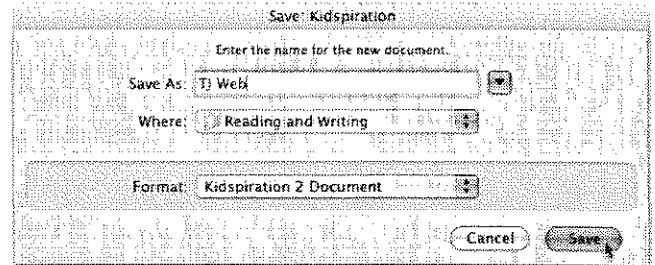 Save: Kidspiration
Enter the name for the new document.
Save As: TJ Web
Where: Reading and Writing
Format: Kidspiration 2 Document
Cancel Save